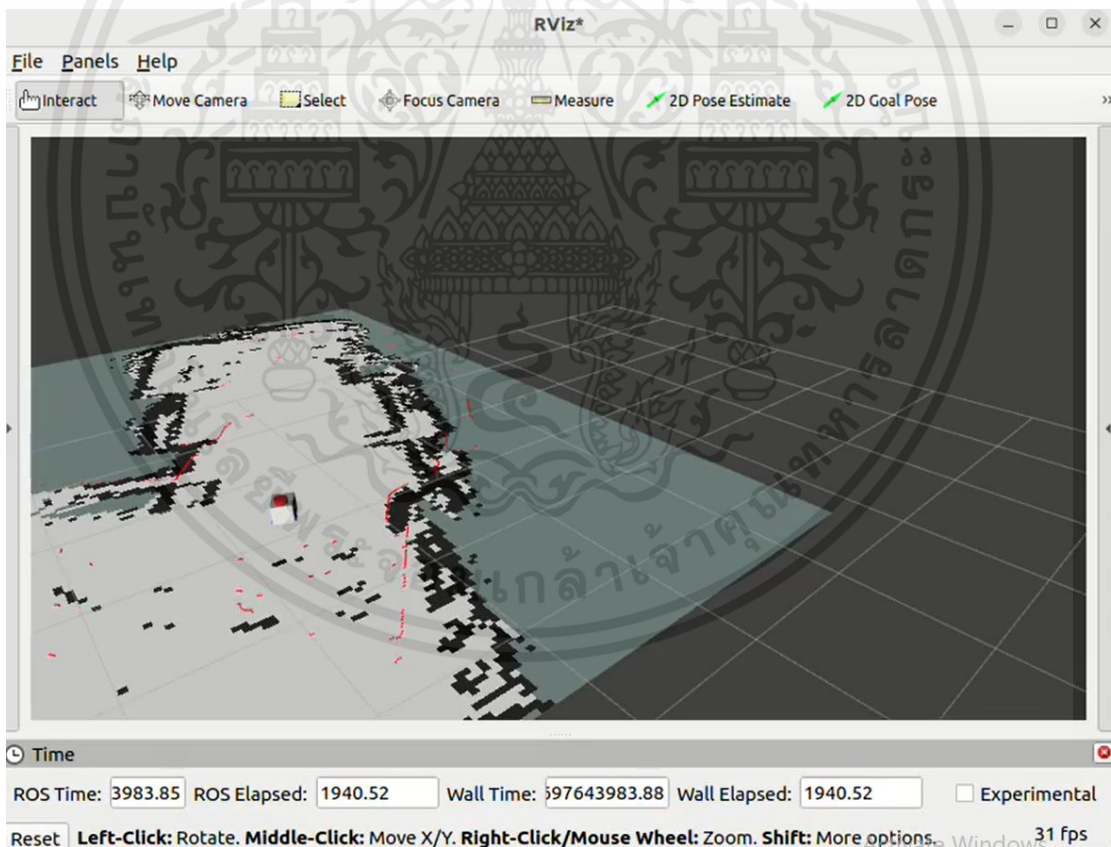 RViz*
File Panels Help
Interact Move Camera Select Focus Camera Measure 2D Pose Estimate 2D Goal Pose »
Time
ROS Time: 3983.85 ROS Elapsed: 1940.52 Wall Time: 597643983.88 Wall Elapsed: 1940.52 Experimental
Reset Left-Click: Rotate. Middle-Click: Move X/Y. Right-Click/Mouse Wheel: Zoom. Shift: More options. 31 fps